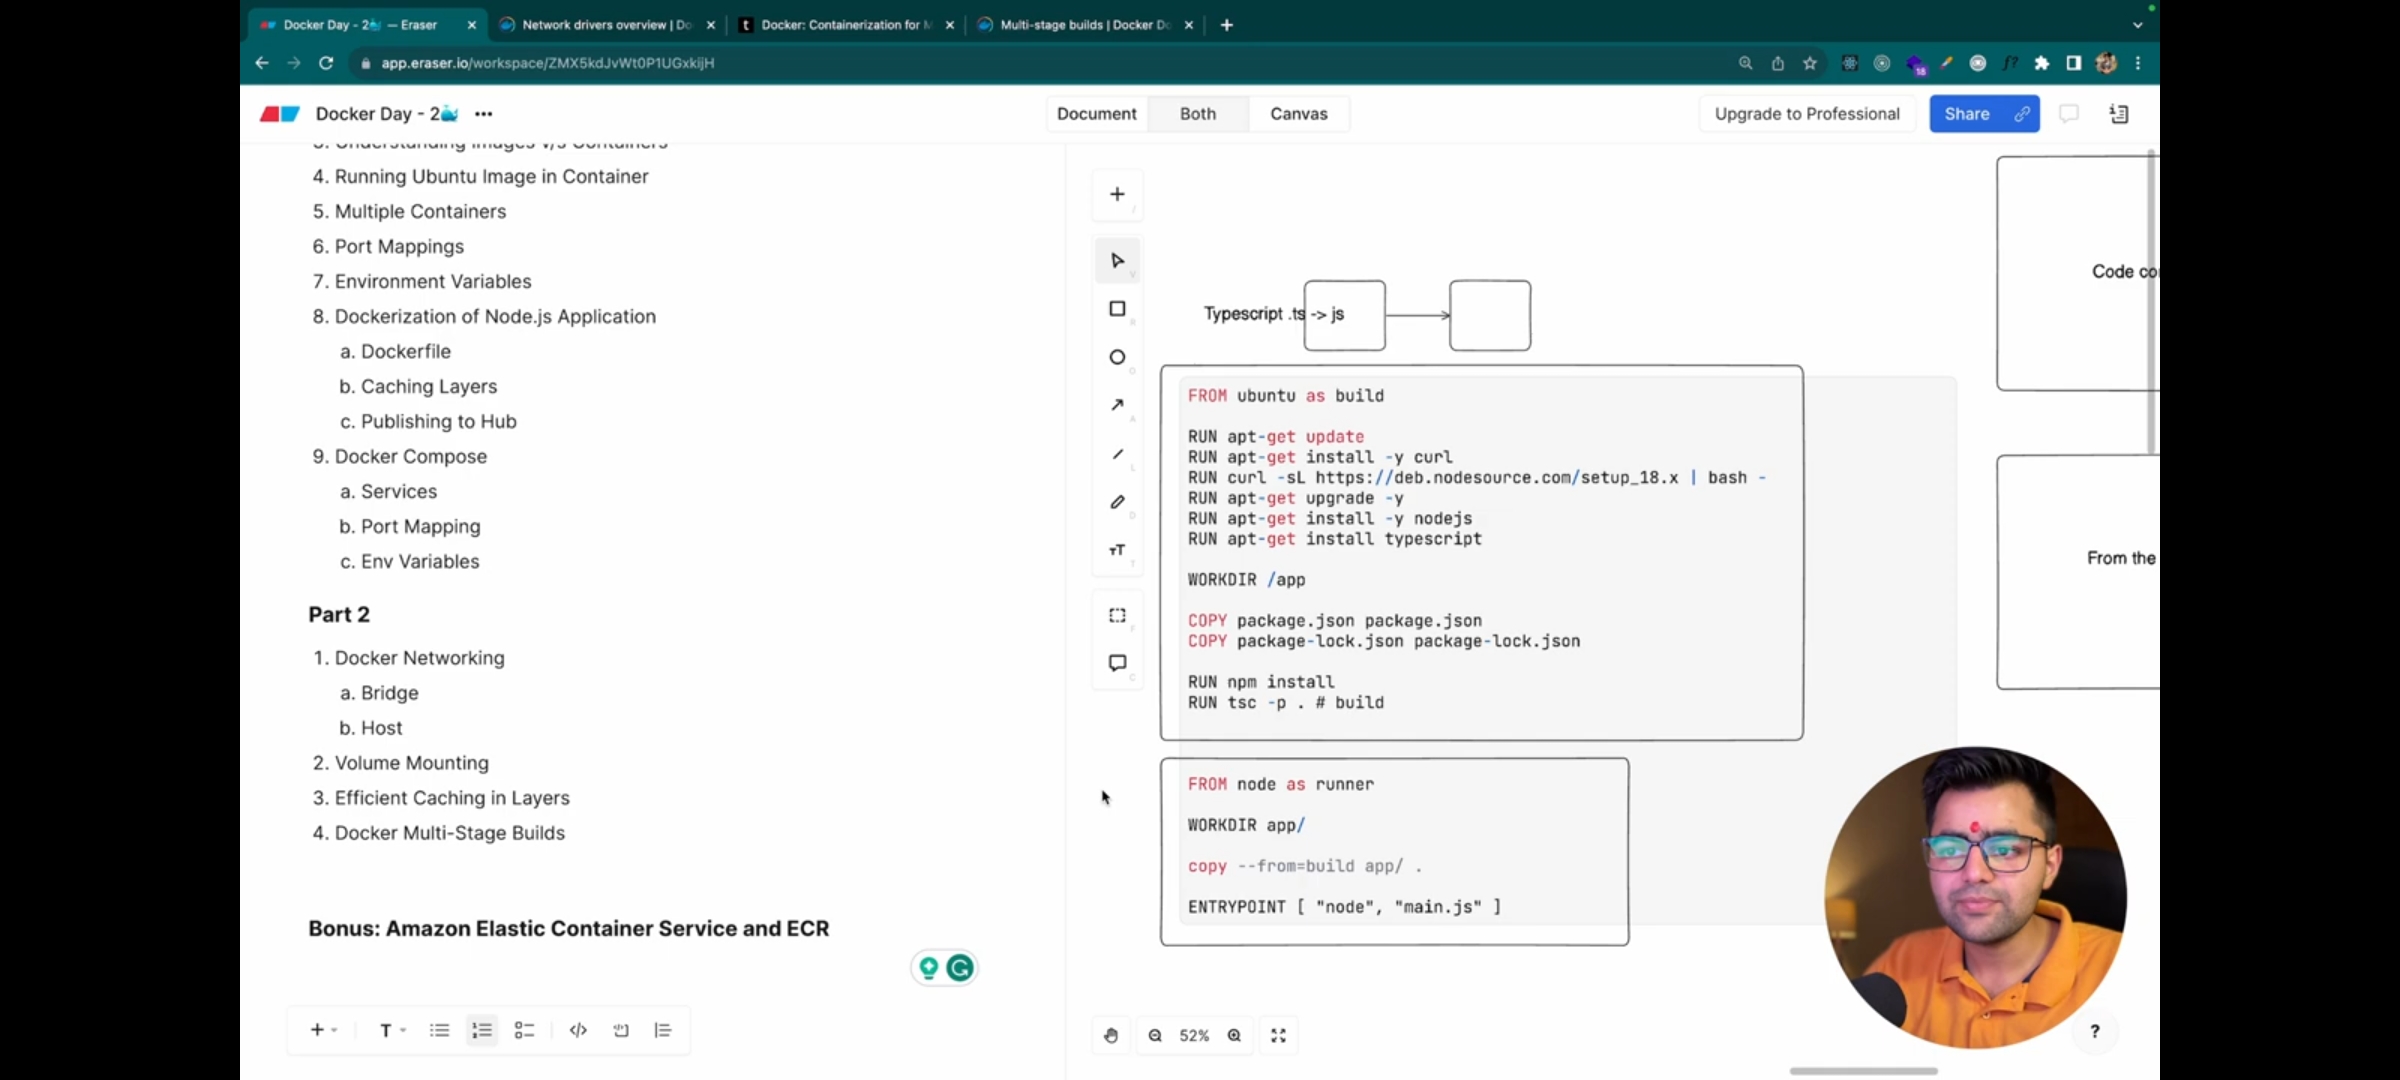 Docker Day - 2 — Eraser
Network drivers overview | Do
Docker: Containerization for M
Multi-stage builds | Docker Do
app.eraser.io/workspace/ZMX5kdJvWt0P1UGxkijH
18
f?
Docker Day - 2
Document
Both
Canvas
Upgrade to Professional
Share
3. Understanding Images v/s Containers
4. Running Ubuntu Image in Container
5. Multiple Containers
6. Port Mappings
7. Environment Variables
8. Dockerization of Node.js Application
a. Dockerfile
b. Caching Layers
c. Publishing to Hub
9. Docker Compose
a. Services
b. Port Mapping
c. Env Variables
Part 2
1. Docker Networking
a. Bridge
b. Host
2. Volume Mounting
3. Efficient Caching in Layers
4. Docker Multi-Stage Builds
Bonus: Amazon Elastic Container Service and ECR
Typescript .ts -> js
FROM ubuntu as build
RUN apt-get update
RUN apt-get install -y curl
RUN curl -sL https://deb.nodesource.com/setup_18.x | bash -
RUN apt-get upgrade -y
RUN apt-get install -y nodejs
RUN apt-get install typescript
WORKDIR /app
COPY package.json package.json
COPY package-lock.json package-lock.json
RUN npm install
RUN tsc -p . # build
FROM node as runner
WORKDIR app/
copy --from=build app/ .
ENTRYPOINT [ "node", "main.js" ]
Code co
From the
52%
?